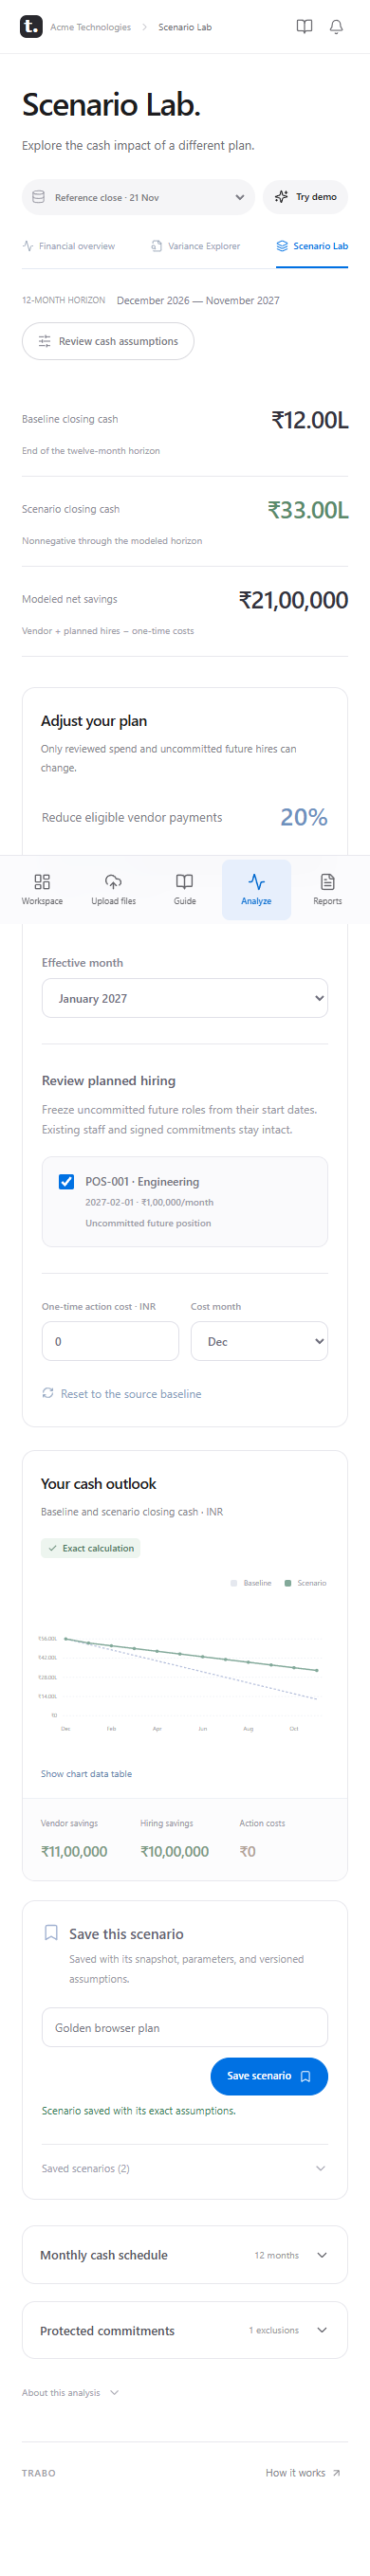 t. Acme Technologies Scenario Lab
Scenario Lab.
Explore the cash impact of a different plan.
Reference close · 21 Nov
Try demo
Financial overview Variance Explorer Scenario Lab
12-MONTH HORIZON December 2026 — November 2027
Review cash assumptions
Baseline closing cash ₹12.00L
End of the twelve-month horizon
Scenario closing cash ₹33.00L
Nonnegative through the modeled horizon
Modeled net savings ₹21,00,000
Vendor + planned hires − one-time costs
Adjust your plan
Only reviewed spend and uncommitted future hires can
change.
Reduce eligible vendor payments 20%
Workspace Upload files Guide Analyze Reports
Effective month
January 2027
Review planned hiring
Freeze uncommitted future roles from their start dates.
Existing staff and signed commitments stay intact.
POS-001 · Engineering
2027-02-01 · ₹1,00,000/month
Uncommitted future position
One-time action cost · INR Cost month
0 Dec
Reset to the source baseline
Your cash outlook
Baseline and scenario closing cash · INR
Exact calculation
Baseline Scenario
₹56.00L
₹42.00L
₹28.00L
₹14.00L
₹0
Dec Feb Apr Jun Aug Oct
Show chart data table
Vendor savings Hiring savings Action costs
₹11,00,000 ₹10,00,000 ₹0
Save this scenario
Saved with its snapshot, parameters, and versioned
assumptions.
Golden browser plan
Save scenario
Scenario saved with its exact assumptions.
Saved scenarios (2)
Monthly cash schedule 12 months
Protected commitments 1 exclusions
About this analysis
TRABO How it works